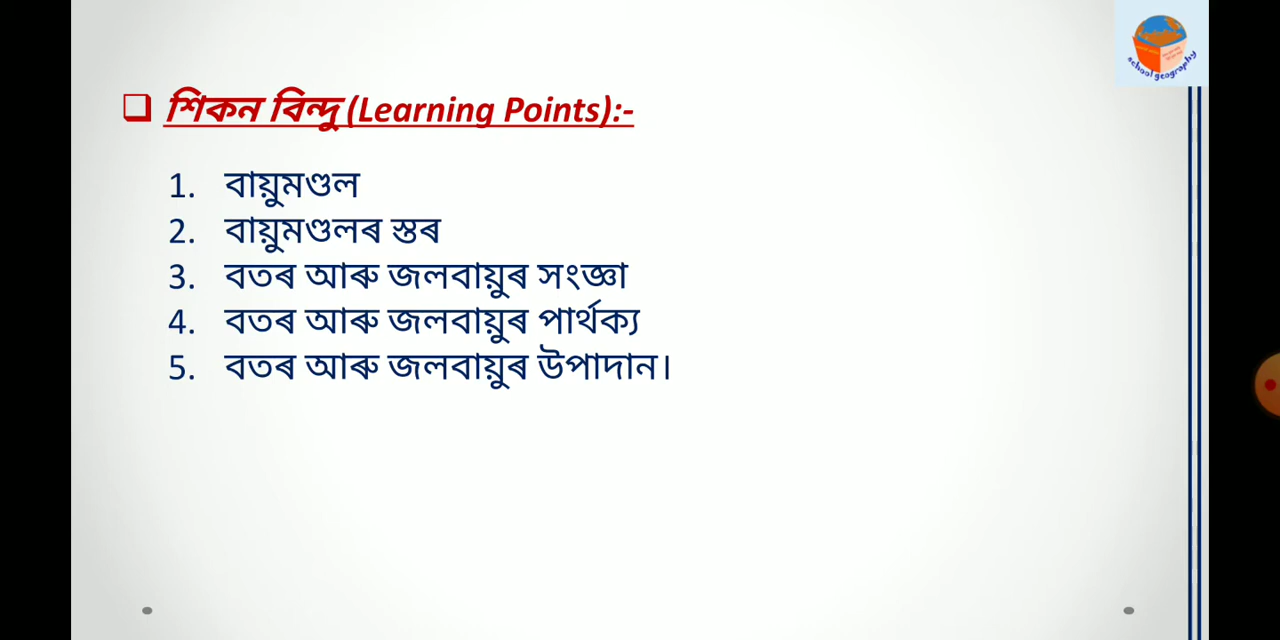 ❑ শিকন বিন্দু (Learning Points):-
1. বায়ুমণ্ডল
2. বায়ুমণ্ডলৰ স্তৰ
3. বতৰ আৰু জলবায়ুৰ সংজ্ঞা
4. বতৰ আৰু জলবায়ুৰ পাৰ্থক্য
5. বতৰ আৰু জলবায়ুৰ উপাদান।
school geography